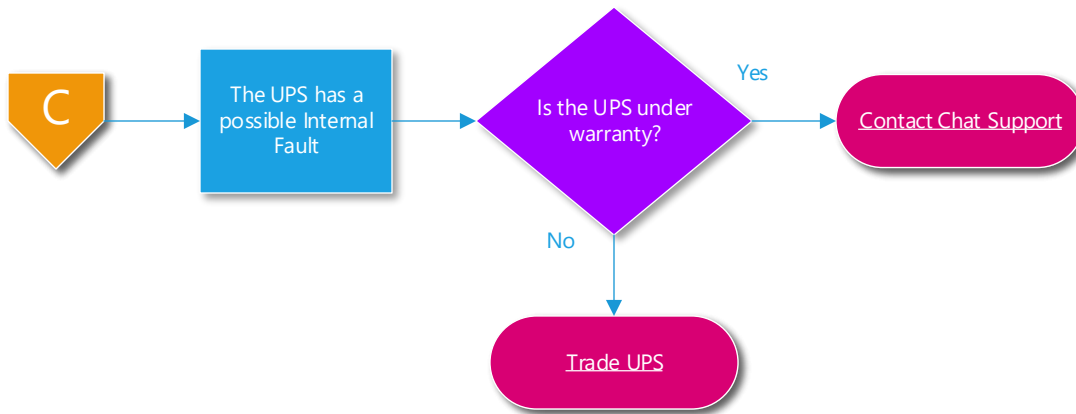 C
The UPS has a
possible Internal
Fault
Is the UPS under
warranty?
Yes
Contact Chat Support
No
Trade UPS